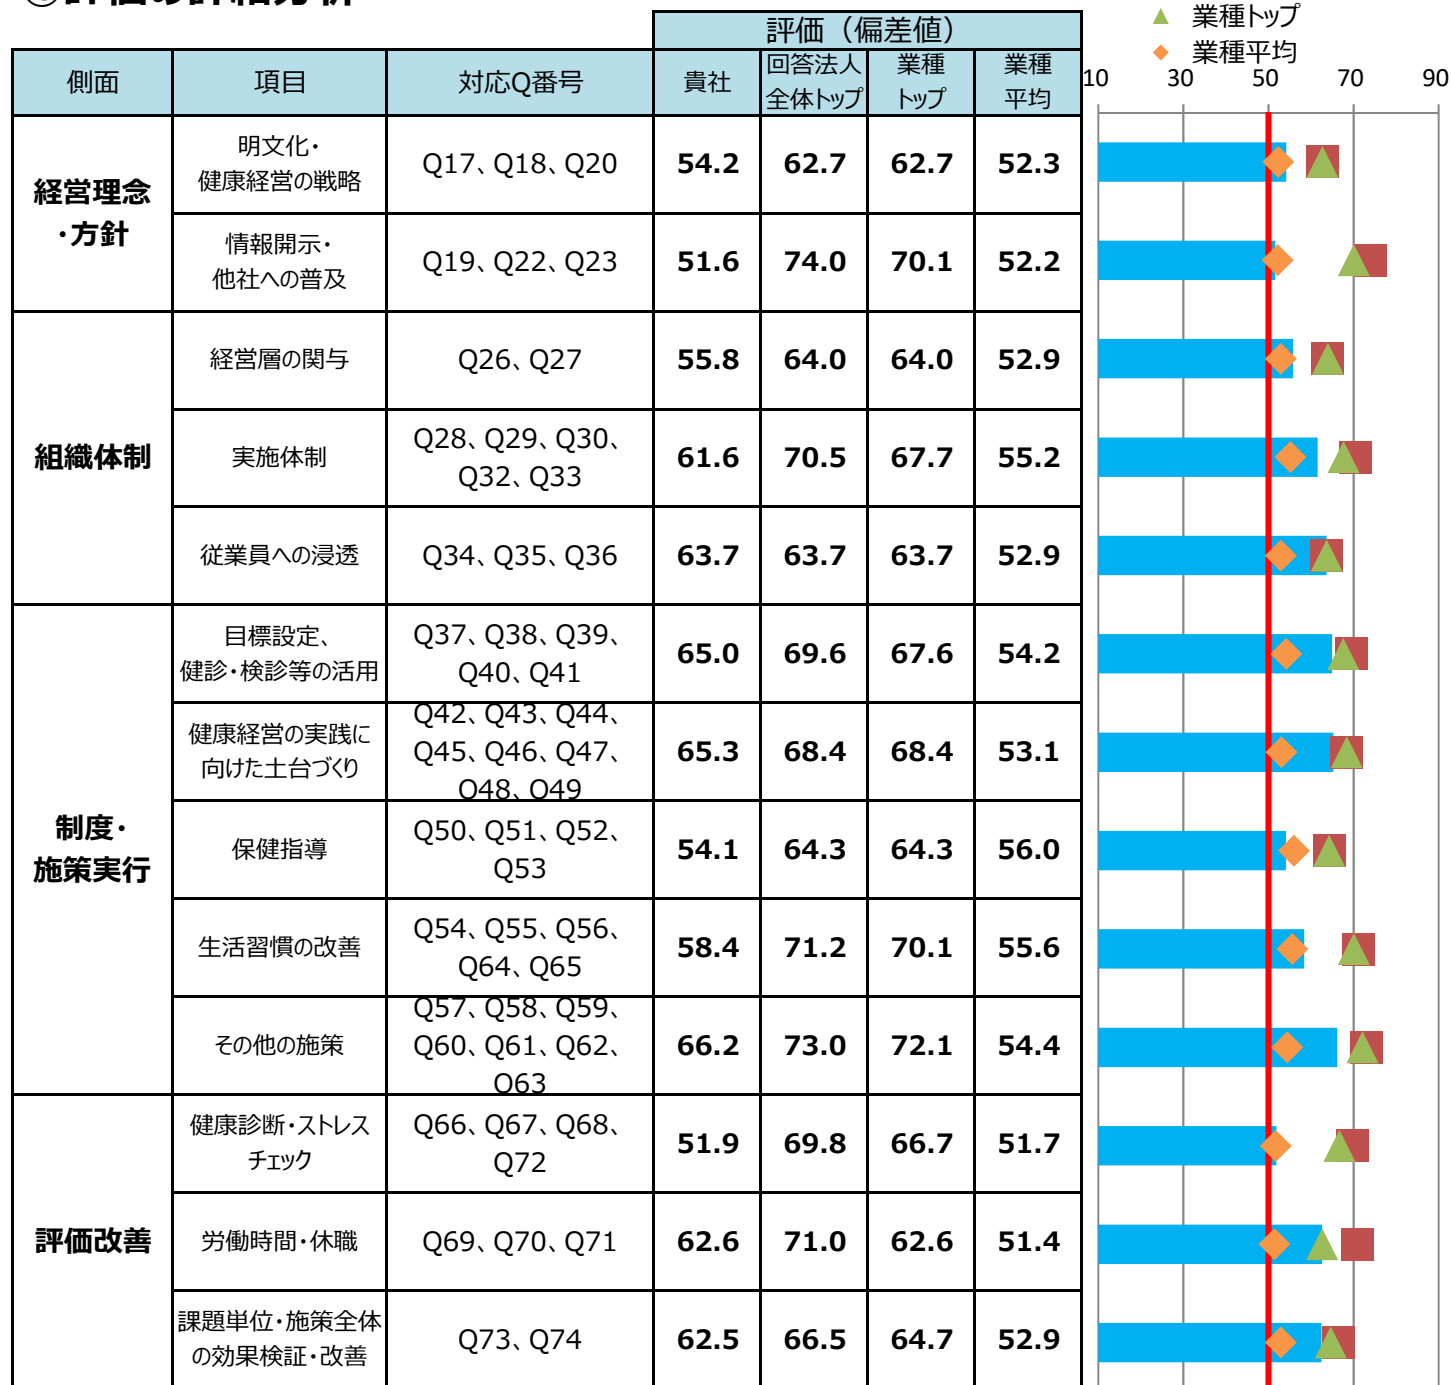 評価（偏差値）
▲ 業種トップ
◆ 業種平均
側面 項目 対応Q番号 貴社 回答法人全体トップ 業種トップ 業種平均
10 30 50 70 90
経営理念・方針
明文化・健康経営の戦略 Q17、Q18、Q20 54.2 62.7 62.7 52.3
情報開示・他社への普及 Q19、Q22、Q23 51.6 74.0 70.1 52.2
組織体制
経営層の関与 Q26、Q27 55.8 64.0 64.0 52.9
実施体制 Q28、Q29、Q30、Q32、Q33 61.6 70.5 67.7 55.2
従業員への浸透 Q34、Q35、Q36 63.7 63.7 63.7 52.9
制度・施策実行
目標設定、健診・検診等の活用 Q37、Q38、Q39、Q40、Q41 65.0 69.6 67.6 54.2
健康経営の実践に向けた土台づくり Q42、Q43、Q44、Q45、Q46、Q47、Q48、Q49 65.3 68.4 68.4 53.1
保健指導 Q50、Q51、Q52、Q53 54.1 64.3 64.3 56.0
生活習慣の改善 Q54、Q55、Q56、Q64、Q65 58.4 71.2 70.1 55.6
その他の施策 Q57、Q58、Q59、Q60、Q61、Q62、Q63 66.2 73.0 72.1 54.4
評価改善
健康診断・ストレスチェック Q66、Q67、Q68、Q72 51.9 69.8 66.7 51.7
労働時間・休職 Q69、Q70、Q71 62.6 71.0 62.6 51.4
課題単位・施策全体の効果検証・改善 Q73、Q74 62.5 66.5 64.7 52.9